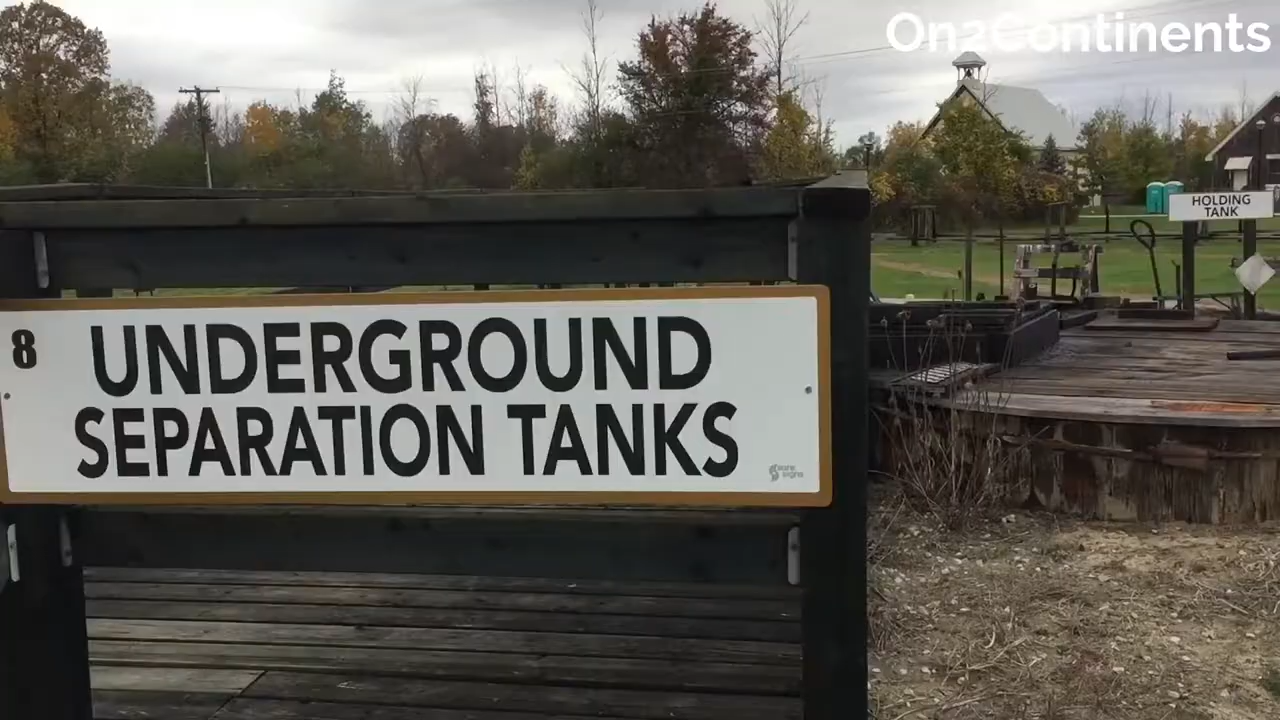 On2Continents
HOLDING
TANK
8
UNDERGROUND
SEPARATION TANKS